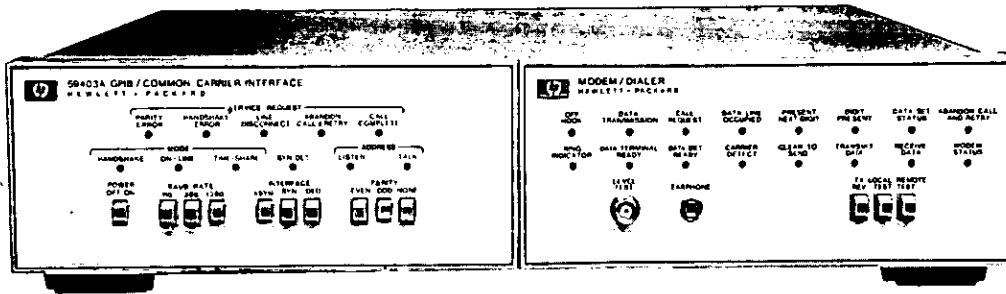 hp 59403A GPIB / COMMON CARRIER INTERFACE
HEWLETT • PACKARD
SERVICE REQUEST
PARITY ERROR HANDSHAKE ERROR LINE DISCONNECT ABANDON CALL & RETRY CALL COMPLETE
MODE ADDRESS
HANDSHAKE ON-LINE TIME-SHARE SYN DET LISTEN TALK
POWER BAUD RATE INTERFACE PARITY
OFF ON 300 1200 ASYN SYN DED EVEN ODD NONE
hp MODEM / DIALER
HEWLETT • PACKARD
OFF DATA CALL DATA LINE PRESENT DIGIT DATA SET ABANDON CALL
HOOK TRANSMISSION REQUEST OCCUPIED NEXT DIGIT PRESENT STATUS AND RETRY
RING DATA TERMINAL DATA SET CARRIER CLEAR TO TRANSMIT RECEIVE MODEM
INDICATOR READY READY DETECT SEND DATA DATA STATUS
LEVEL EARPHONE TX LOCAL REMOTE
TEST REV TEST TEST